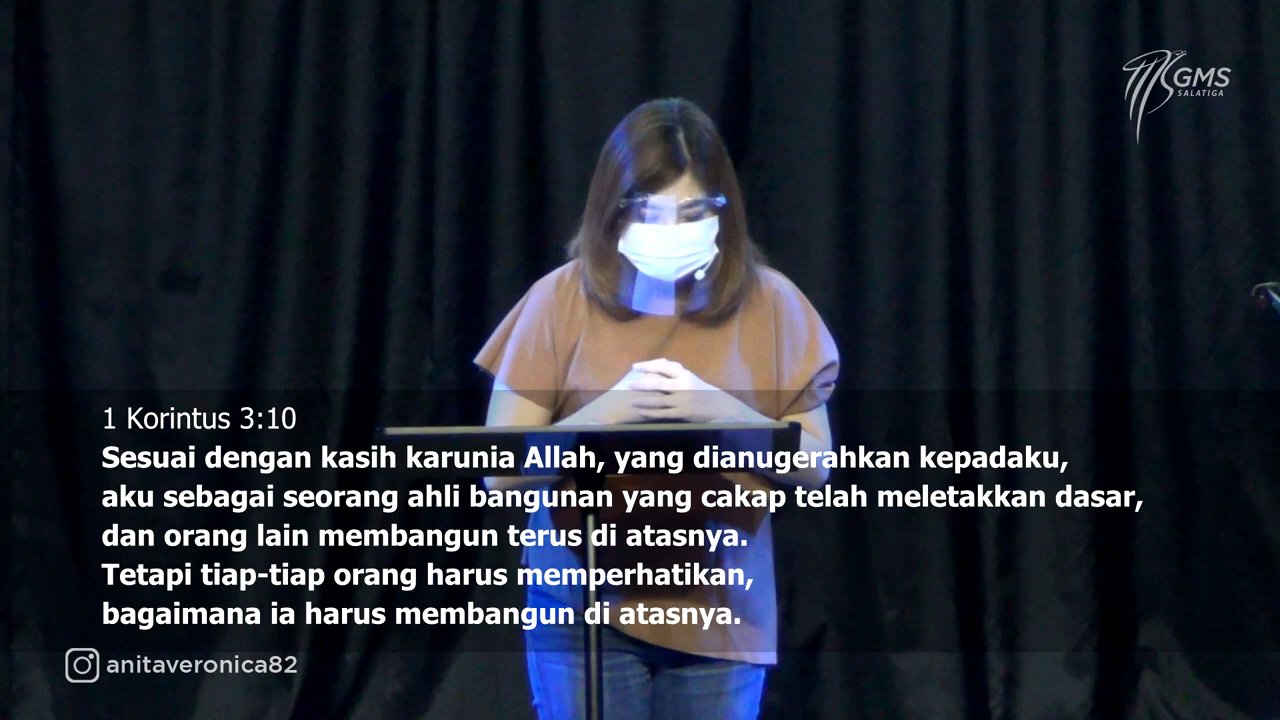 GMS
SALATIGA
1 Korintus 3:10
Sesuai dengan kasih karunia Allah, yang dianugerahkan kepadaku,
aku sebagai seorang ahli bangunan yang cakap telah meletakkan dasar,
dan orang lain membangun terus di atasnya.
Tetapi tiap-tiap orang harus memperhatikan,
bagaimana ia harus membangun di atasnya.
anitaveronica82